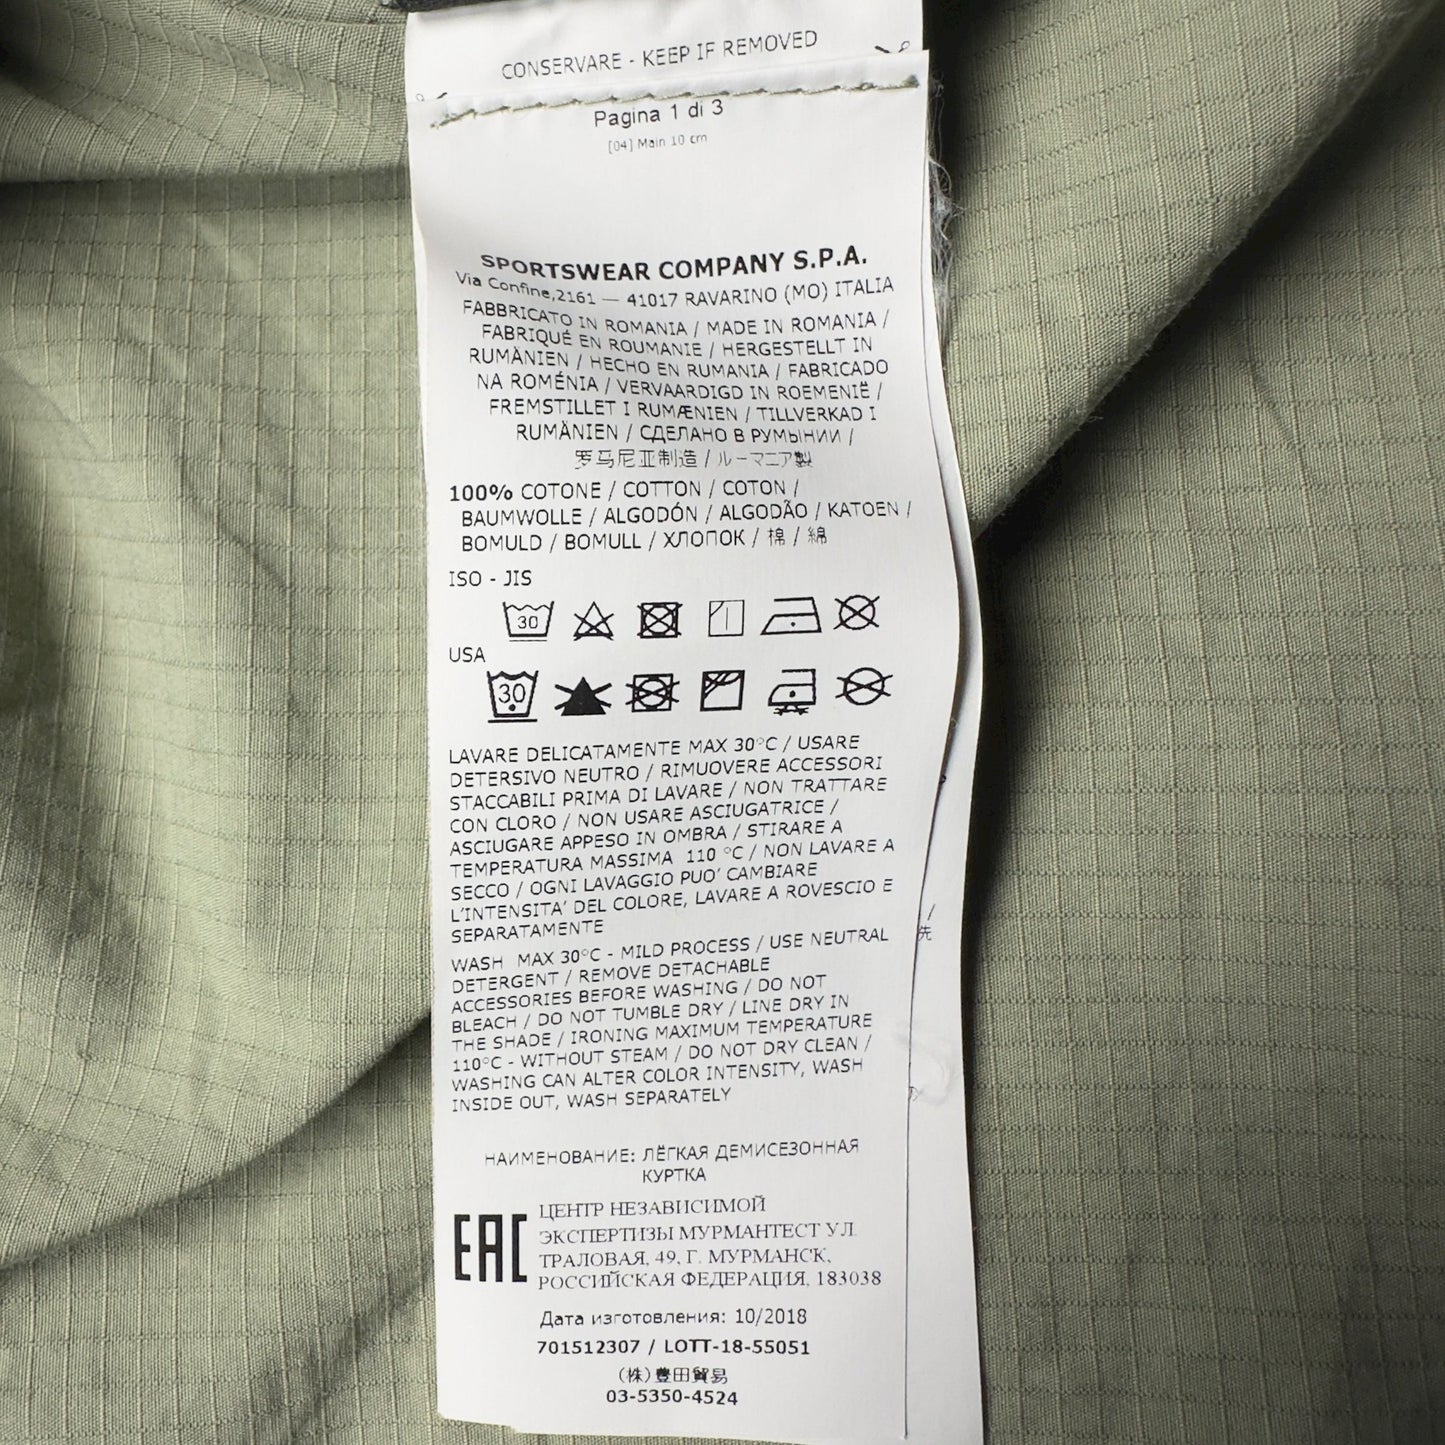 CONSERVARE - KEEP IF REMOVED
Pagina 1 di 3
[04] Main 10 cm
SPORTSWEAR COMPANY S.P.A.
Via Confine,2161 — 41017 RAVARINO (MO) ITALIA
FABBRICATO IN ROMANIA / MADE IN ROMANIA /
FABRIQUÉ EN ROUMANIE / HERGESTELLT IN
RUMÄNIEN / HECHO EN RUMANIA / FABRICADO
NA ROMÉNIA / VERVAARDIGD IN ROEMENIË /
FREMSTILLET I RUMÆNIEN / TILLVERKAD I
RUMÄNIEN / СДЕЛАНО В РУМЫНИИ /
罗马尼亚制造 / ルーマニア製
100% COTONE / COTTON / COTON /
BAUMWOLLE / ALGODÓN / ALGODÃO / KATOEN /
BOMULD / BOMULL / ХЛОПОК / 棉 / 綿
ISO - JIS
30
USA
30
LAVARE DELICATAMENTE MAX 30°C / USARE
DETERSIVO NEUTRO / RIMUOVERE ACCESSORI
STACCABILI PRIMA DI LAVARE / NON TRATTARE
CON CLORO / NON USARE ASCIUGATRICE /
ASCIUGARE APPESO IN OMBRA / STIRARE A
TEMPERATURA MASSIMA 110 °C / NON LAVARE A
SECCO / OGNI LAVAGGIO PUO' CAMBIARE
L'INTENSITA' DEL COLORE, LAVARE A ROVESCIO E
SEPARATAMENTE
WASH MAX 30°C - MILD PROCESS / USE NEUTRAL
DETERGENT / REMOVE DETACHABLE
ACCESSORIES BEFORE WASHING / DO NOT
BLEACH / DO NOT TUMBLE DRY / LINE DRY IN
THE SHADE / IRONING MAXIMUM TEMPERATURE
110°C - WITHOUT STEAM / DO NOT DRY CLEAN /
WASHING CAN ALTER COLOR INTENSITY, WASH
INSIDE OUT, WASH SEPARATELY
/
先
НАИМЕНОВАНИЕ: ЛЁГКАЯ ДЕМИСЕЗОННАЯ
КУРТКА
EAC
ЦЕНТР НЕЗАВИСИМОЙ
ЭКСПЕРТИЗЫ МУРМАНТЕСТ УЛ.
ТРАЛОВАЯ, 49, Г. МУРМАНСК,
РОССИЙСКАЯ ФЕДЕРАЦИЯ, 183038
Дата изготовления: 10/2018
701512307 / LOTT-18-55051
(株)豊田貿易
03-5350-4524